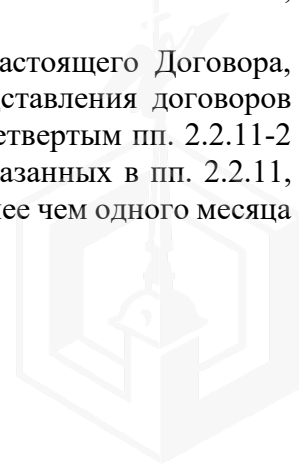 астоящего Договора,
ставления договоров
етвертым пп. 2.2.11-2
азанных в пп. 2.2.11,
ее чем одного месяца